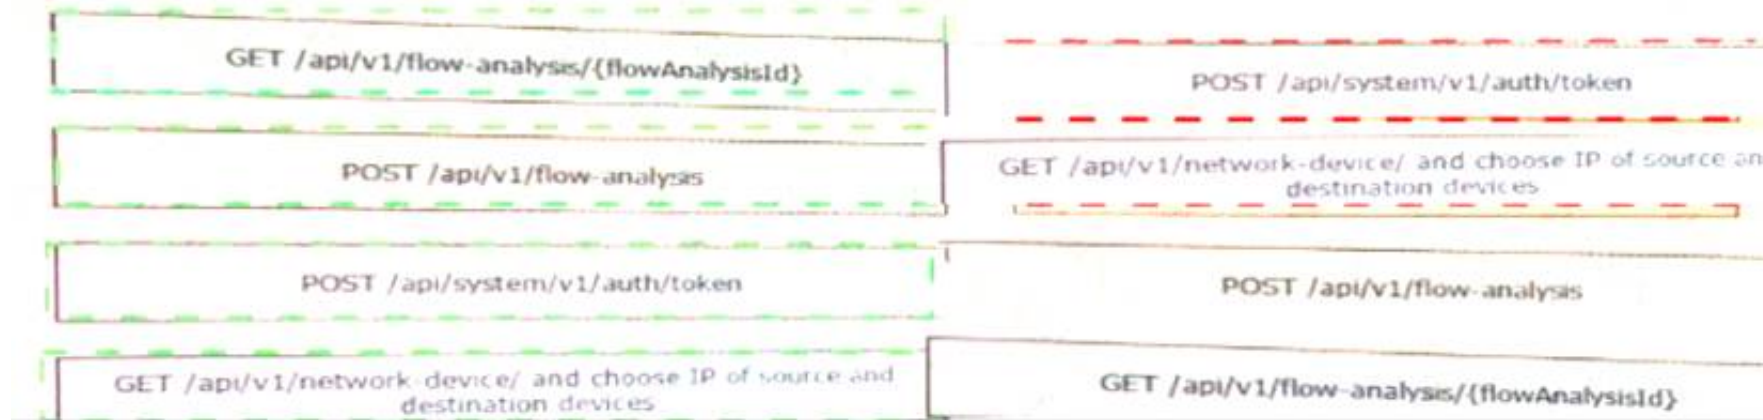 GET /api/v1/flow-analysis/{flowAnalysisId}
POST /api/v1/flow-analysis
POST /api/system/v1/auth/token
GET /api/v1/network-device/ and choose IP of source and
destination devices
POST /api/system/v1/auth/token
GET /api/v1/network-device/ and choose IP of source an
destination devices
POST /api/v1/flow-analysis
GET /api/v1/flow-analysis/{flowAnalysisId}